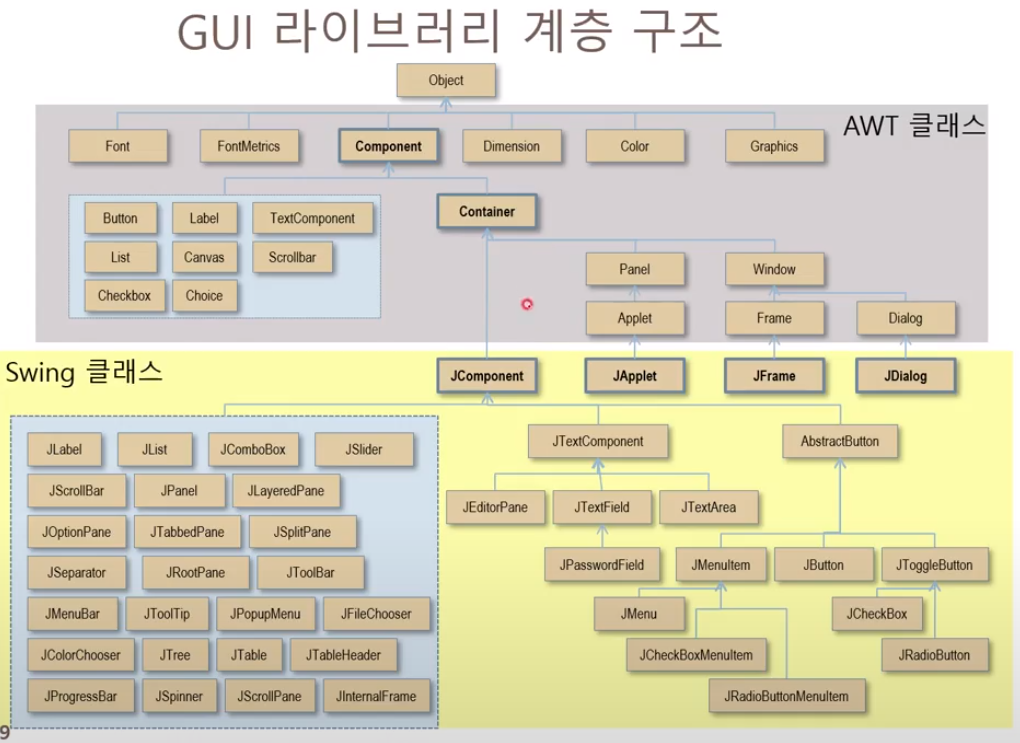 GUI 라이브러리 계층 구조
Object
AWT 클래스
Font FontMetrics Component Dimension Color Graphics
Button Label TextComponent
Container
List Canvas Scrollbar
Checkbox Choice
Panel Window
Applet Frame Dialog
Swing 클래스
JComponent JApplet JFrame JDialog
JLabel JList JComboBox JSlider
JScrollBar JPanel JLayeredPane
JOptionPane JTabbedPane JSplitPane
JSeparator JRootPane JToolBar
JMenuBar JToolTip JPopupMenu JFileChooser
JColorChooser JTree JTable JTableHeader
JProgressBar JSpinner JScrollPane JInternalFrame
JTextComponent AbstractButton
JEditorPane JTextField JTextArea
JPasswordField JMenuItem JButton JToggleButton
JMenu JCheckBox
JCheckBoxMenuItem JRadioButton
JRadioButtonMenuItem
9